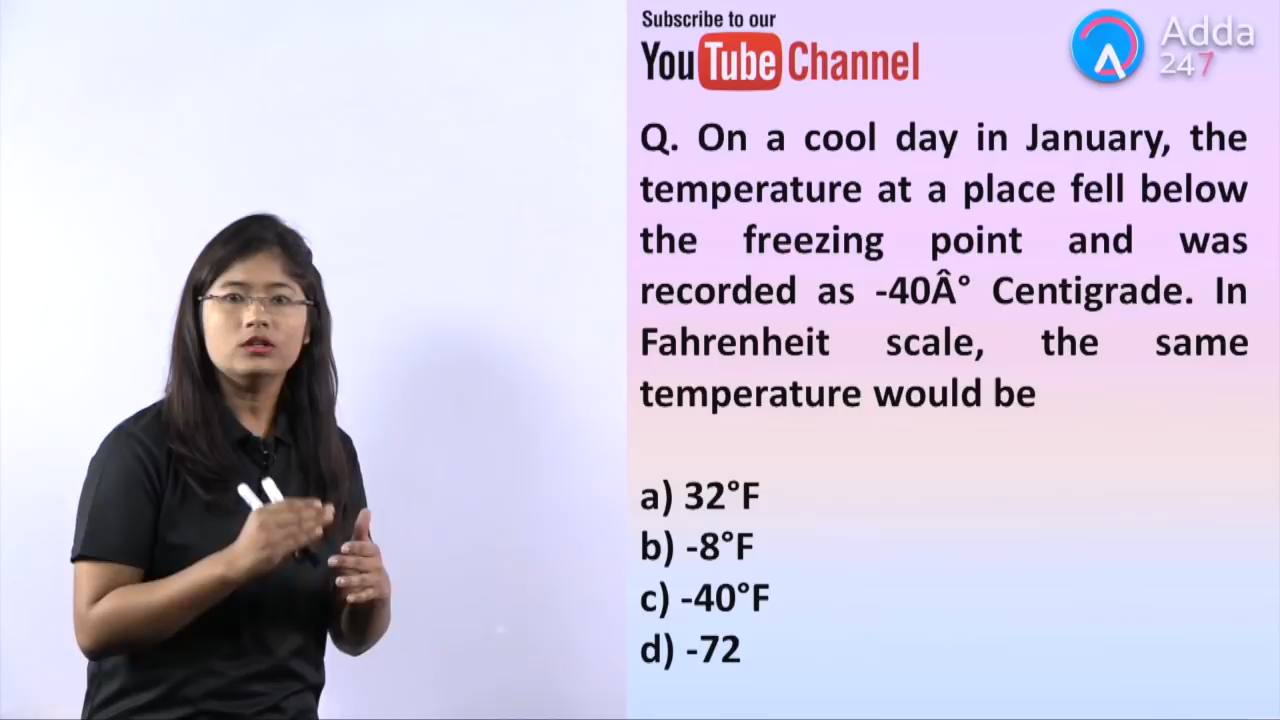 Subscribe to our
YouTube Channel
Adda
247
Q. On a cool day in January, the
temperature at a place fell below
the freezing point and was
recorded as -40Â° Centigrade. In
Fahrenheit scale, the same
temperature would be
a) 32°F
b) -8°F
c) -40°F
d) -72